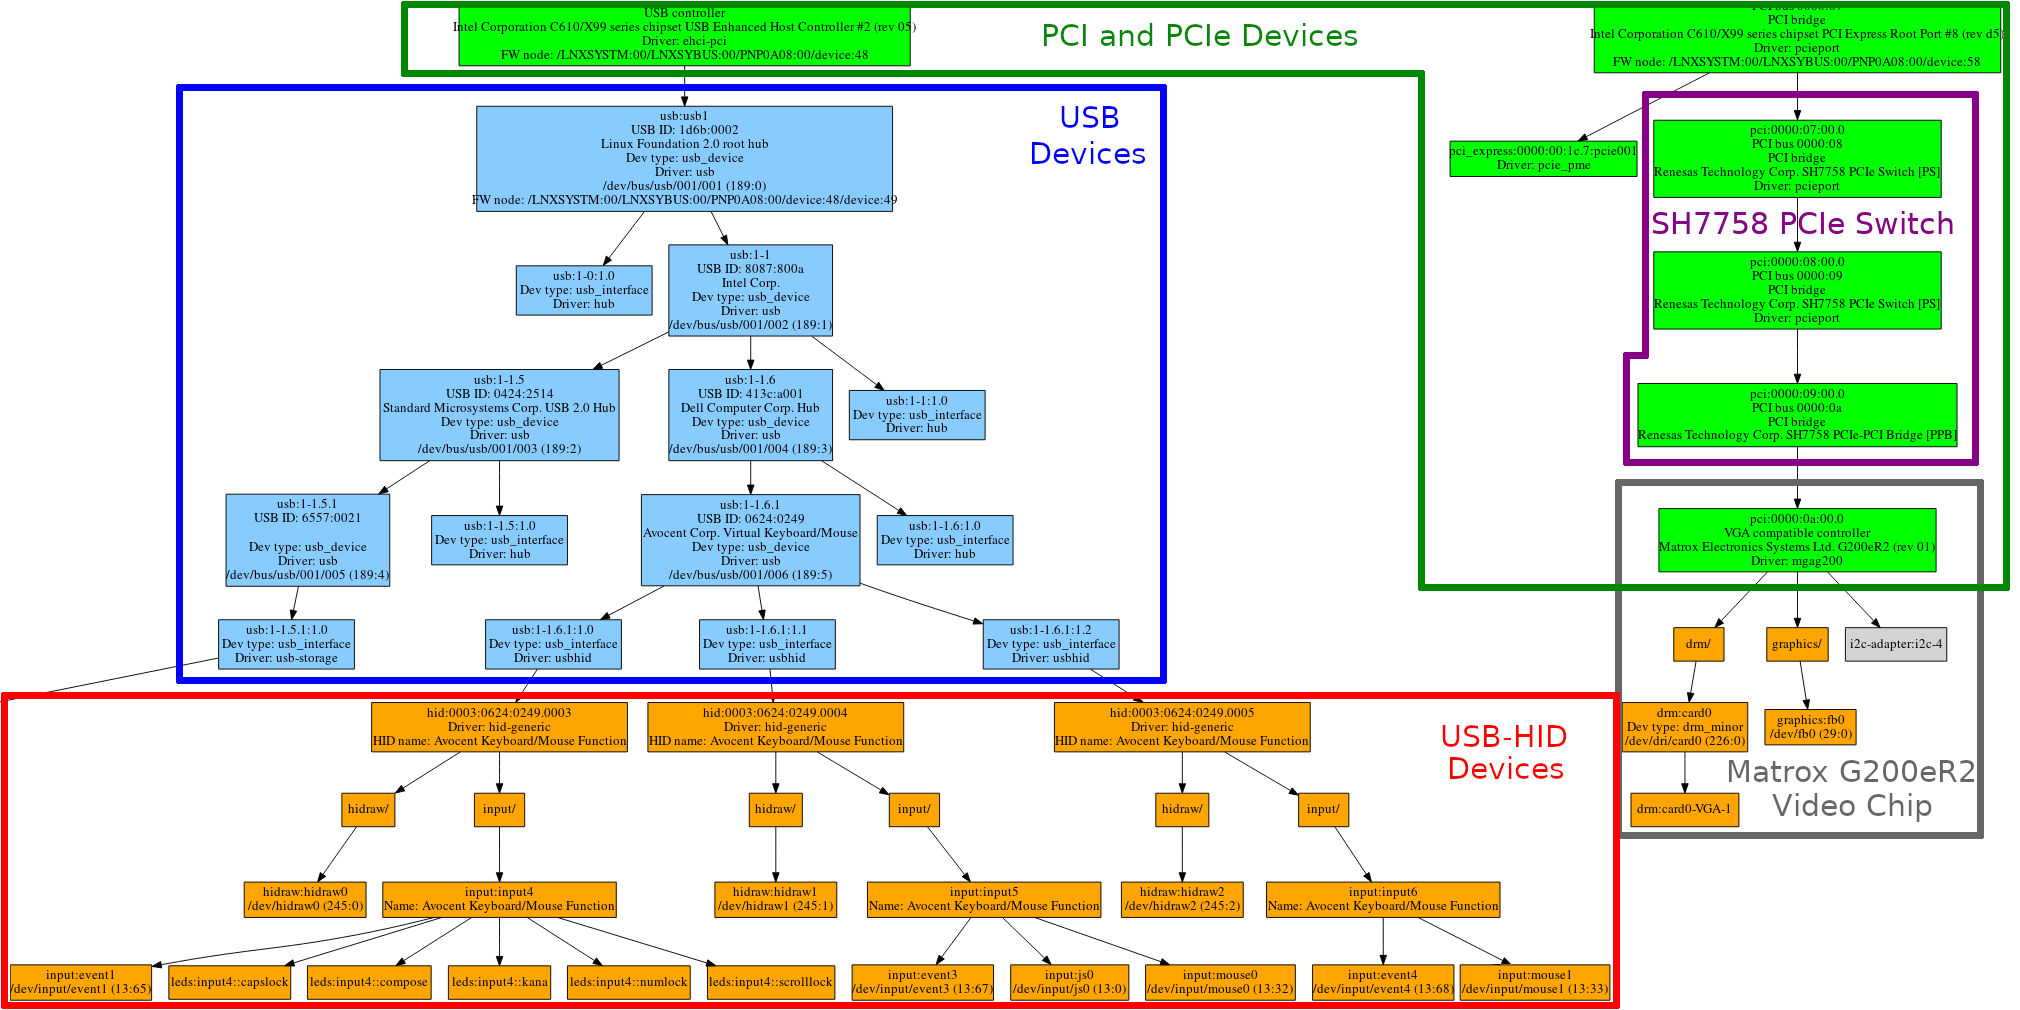 USB controller
Intel Corporation C610/X99 series chipset USB Enhanced Host Controller #2 (rev 05)
Driver: ehci-pci
FW node: /LNXSYSTM:00/LNXSYBUS:00/PNP0A08:00/device:48
PCI and PCIe Devices
PCI bridge
Intel Corporation C610/X99 series chipset PCI Express Root Port #8 (rev d5)
Driver: pcieport
FW node: /LNXSYSTM:00/LNXSYBUS:00/PNP0A08:00/device:58
usb:usb1
USB ID: 1d6b:0002
Linux Foundation 2.0 root hub
Dev type: usb_device
Driver: usb
/dev/bus/usb/001/001 (189:0)
FW node: /LNXSYSTM:00/LNXSYBUS:00/PNP0A08:00/device:48/device:49
USB
Devices
pci_express:0000:00:1c.7:pcie001
Driver: pcie_pme
pci:0000:07:00.0
PCI bus 0000:08
PCI bridge
Renesas Technology Corp. SH7758 PCIe Switch [PS]
Driver: pcieport
SH7758 PCIe Switch
usb:1-0:1.0
Dev type: usb_interface
Driver: hub
usb:1-1
USB ID: 8087:800a
Intel Corp.
Dev type: usb_device
Driver: usb
/dev/bus/usb/001/002 (189:1)
pci:0000:08:00.0
PCI bus 0000:09
PCI bridge
Renesas Technology Corp. SH7758 PCIe Switch [PS]
Driver: pcieport
usb:1-1.5
USB ID: 0424:2514
Standard Microsystems Corp. USB 2.0 Hub
Dev type: usb_device
Driver: usb
/dev/bus/usb/001/003 (189:2)
usb:1-1.6
USB ID: 413c:a001
Dell Computer Corp. Hub
Dev type: usb_device
Driver: usb
/dev/bus/usb/001/004 (189:3)
usb:1-1:1.0
Dev type: usb_interface
Driver: hub
pci:0000:09:00.0
PCI bus 0000:0a
PCI bridge
Renesas Technology Corp. SH7758 PCIe-PCI Bridge [PPB]
usb:1-1.5.1
USB ID: 6557:0021
Dev type: usb_device
Driver: usb
/dev/bus/usb/001/005 (189:4)
usb:1-1.5:1.0
Dev type: usb_interface
Driver: hub
usb:1-1.6.1
USB ID: 0624:0249
Avocent Corp. Virtual Keyboard/Mouse
Dev type: usb_device
Driver: usb
/dev/bus/usb/001/006 (189:5)
usb:1-1.6:1.0
Dev type: usb_interface
Driver: hub
pci:0000:0a:00.0
VGA compatible controller
Matrox Electronics Systems Ltd. G200eR2 (rev 01)
Driver: mgag200
usb:1-1.5.1:1.0
Dev type: usb_interface
Driver: usb-storage
usb:1-1.6.1:1.0
Dev type: usb_interface
Driver: usbhid
usb:1-1.6.1:1.1
Dev type: usb_interface
Driver: usbhid
usb:1-1.6.1:1.2
Dev type: usb_interface
Driver: usbhid
drm/
graphics/
i2c-adapter:i2c-4
hid:0003:0624:0249.0003
Driver: hid-generic
HID name: Avocent Keyboard/Mouse Function
hid:0003:0624:0249.0004
Driver: hid-generic
HID name: Avocent Keyboard/Mouse Function
hid:0003:0624:0249.0005
Driver: hid-generic
HID name: Avocent Keyboard/Mouse Function
USB-HID
Devices
drm:card0
Dev type: drm_minor
/dev/dri/card0 (226:0)
graphics:fb0
/dev/fb0 (29:0)
Matrox G200eR2
Video Chip
drm:card0-VGA-1
hidraw/
input/
hidraw/
input/
hidraw/
input/
hidraw:hidraw0
/dev/hidraw0 (245:0)
input:input4
Name: Avocent Keyboard/Mouse Function
hidraw:hidraw1
/dev/hidraw1 (245:1)
input:input5
Name: Avocent Keyboard/Mouse Function
hidraw:hidraw2
/dev/hidraw2 (245:2)
input:input6
Name: Avocent Keyboard/Mouse Function
input:event1
/dev/input/event1 (13:65)
leds:input4::capslock
leds:input4::compose
leds:input4::kana
leds:input4::numlock
leds:input4::scrolllock
input:event3
/dev/input/event3 (13:67)
input:js0
/dev/input/js0 (13:0)
input:mouse0
/dev/input/mouse0 (13:32)
input:event4
/dev/input/event4 (13:68)
input:mouse1
/dev/input/mouse1 (13:33)